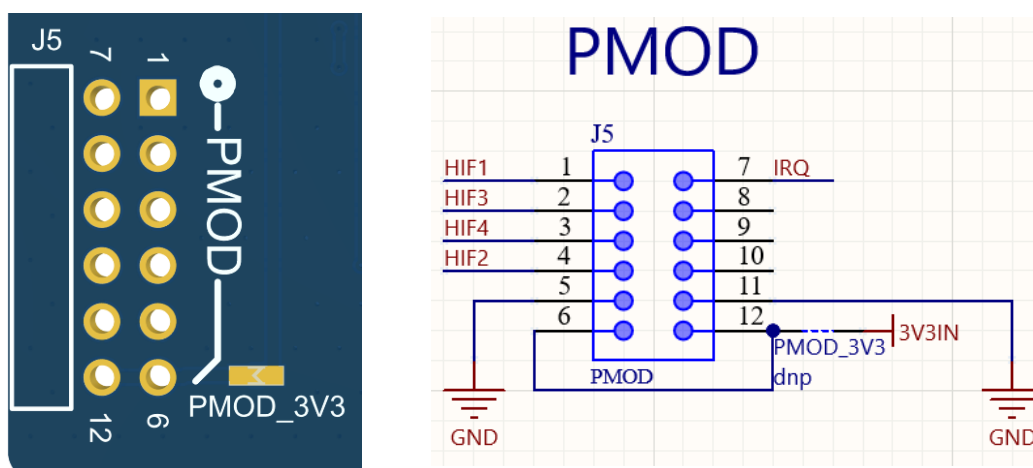 J5
7
1
PMOD
PMOD_3V3
12
6
PMOD
J5
HIF1
1
7
IRQ
HIF3
2
8
HIF4
3
9
HIF2
4
10
5
11
6
12
3V3IN
PMOD_3V3
PMOD
dnp
GND
GND